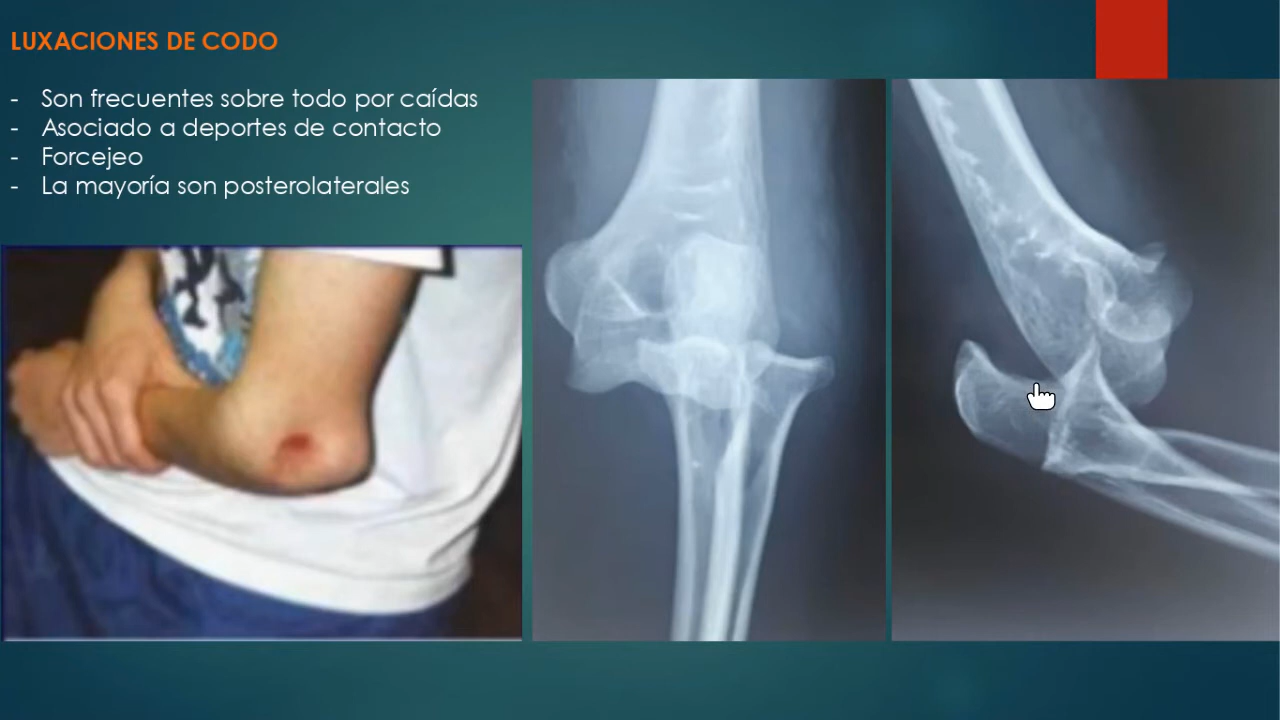 LUXACIONES DE CODO
- Son frecuentes sobre todo por caídas
- Asociado a deportes de contacto
- Forcejeo
- La mayoría son posterolaterales